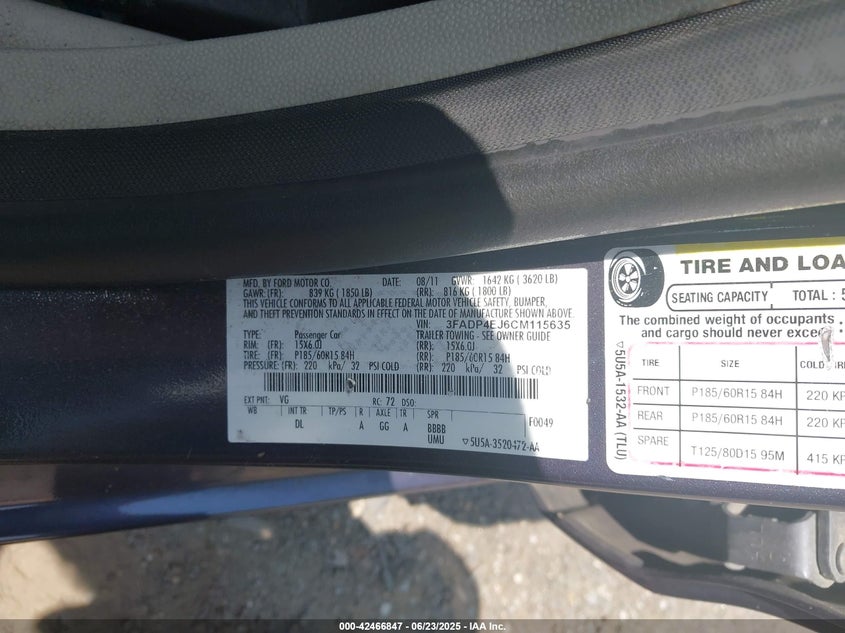 MFD. BY FORD MOTOR CO. DATE: 08/11 GVWR: 1642 KG ( 3620 LB)
GAWR: (FR): 839 KG ( 1850 LB) (RR): 816 KG ( 1800 LB)
THIS VEHICLE CONFORMS TO ALL APPLICABLE FEDERAL MOTOR VEHICLE SAFETY, BUMPER,
AND THEFT PREVENTION STANDARDS IN EFFECT ON THE DATE OF MANUFACTURE SHOWN ABOVE.
VIN: 3FADP4EJ6CM115635
TYPE: Passenger Car TRAILER TOWING - SEE OWNER GUIDE
RIM: (FR): 15X6.0J (RR): 15X6.0J
TIRE: (FR): P185/60R15 84H (RR): P185/60R15 84H
PRESSURE: (FR): 220 kPa/ 32 PSI COLD (RR): 220 kPa/ 32 PSI COLD
EXT PNT: VG RC: 72 DSO:
WB INT TR TP/PS R AXLE TR SPR F0049
DL A GG A BBBB
UMU ▽5U5A-3520472-AA
TIRE AND LOA
SEATING CAPACITY TOTAL : 5
The combined weight of occupants
and cargo should never excee
▽5U5A-1532-AA (TLU)
TIRE SIZE COLD
FRONT P185/60R15 84H 220 KP
REAR P185/60R15 84H 220 KP
SPARE T125/80D15 95M 415 KP
000-42466847 - 06/23/2025 - IAA Inc.